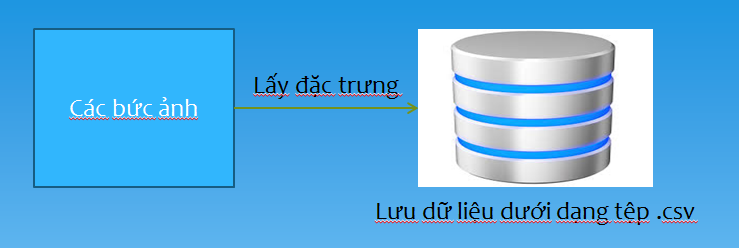 Các bức ảnh
Lấy đặc trưng
Lưu dữ liệu dưới dạng tệp .csv